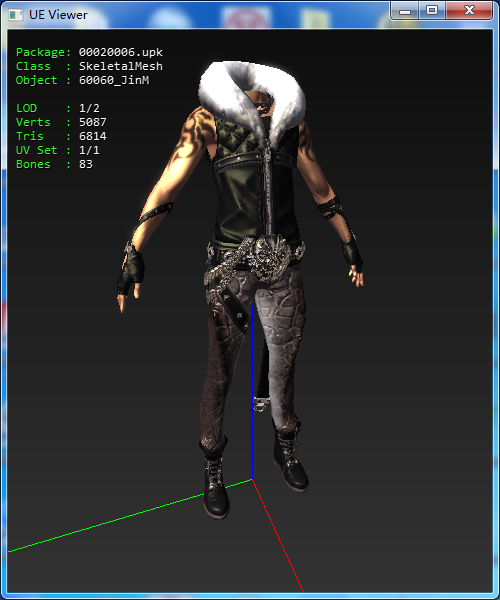 UE Viewer
Package: 00020006.upk
Class : SkeletalMesh
Object : 60060_JinM
LOD : 1/2
Verts : 5087
Tris : 6814
UV Set : 1/1
Bones : 83